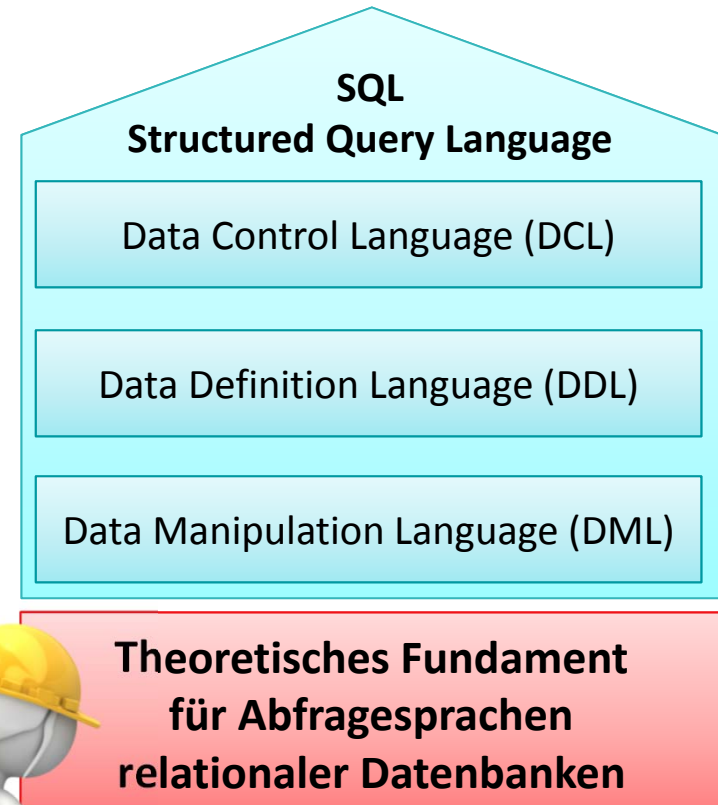 SQL
Structured Query Language
Data Control Language (DCL)
Data Definition Language (DDL)
Data Manipulation Language (DML)
Theoretisches Fundament
für Abfragesprachen
relationaler Datenbanken